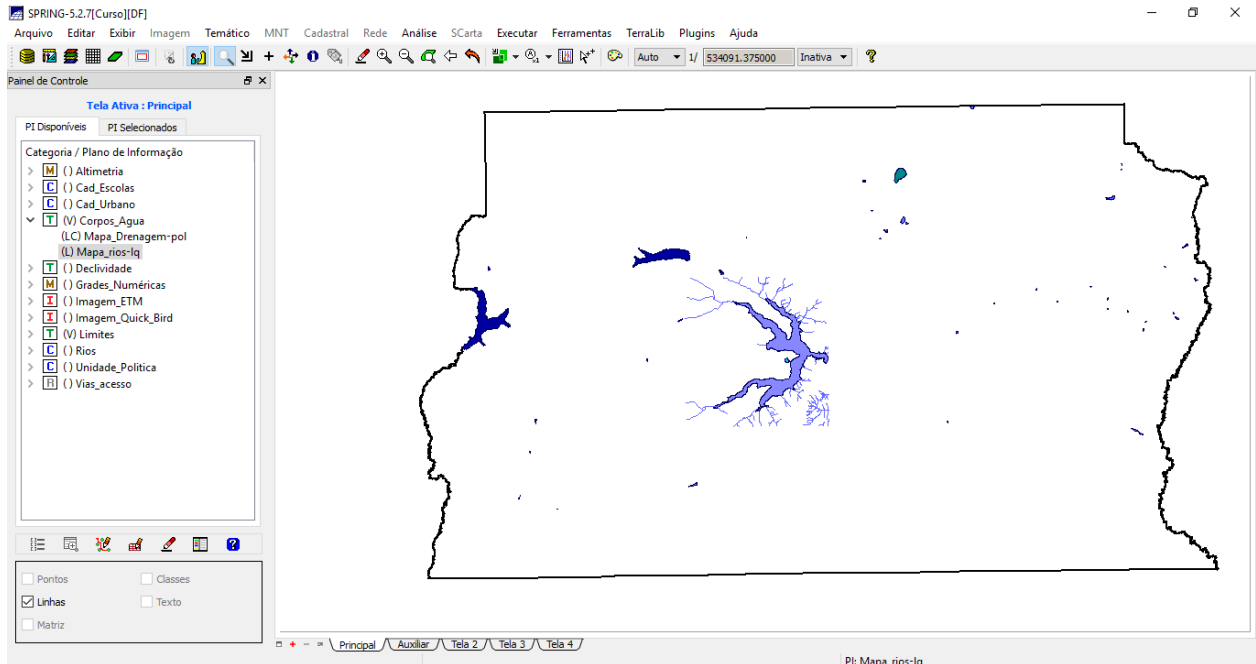 SPRING-5.2.7[Curso][DF]
Arquivo Editar Exibir Imagem Temático MNT Cadastral Rede Análise SCarta Executar Ferramentas TerraLib Plugins Ajuda
Auto 1/ 534091.375000 Inativa
Painel de Controle
Tela Ativa : Principal
PI Disponíveis PI Selecionados
Categoria / Plano de Informação
M () Altimetria
C () Cad_Escolas
C () Cad_Urbano
T (V) Corpos_Agua
(LC) Mapa_Drenagem-pol
(L) Mapa_rios-lq
T () Declividade
M () Grades_Numéricas
I () Imagem_ETM
I () Imagem_Quick_Bird
T (V) Limites
C () Rios
C () Unidade_Politica
R () Vias_acesso
Pontos Classes
Linhas Texto
Matriz
Principal Auxiliar Tela 2 Tela 3 Tela 4
PI: Mapa_rios-lq